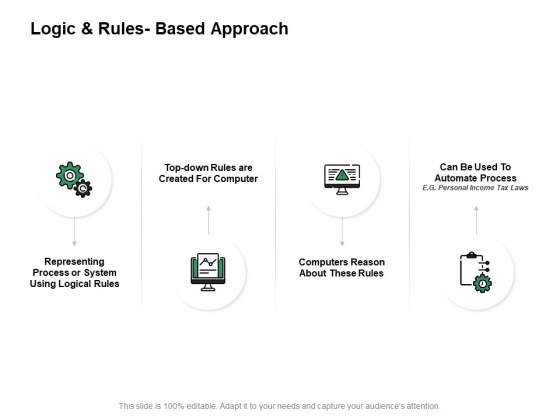 Logic & Rules- Based Approach
Representing
Process or System
Using Logical Rules
Top-down Rules are
Created For Computer
Computers Reason
About These Rules
Can Be Used To
Automate Process
E.G. Personal Income Tax Laws
This slide is 100% editable. Adapt it to your needs and capture your audience's attention.